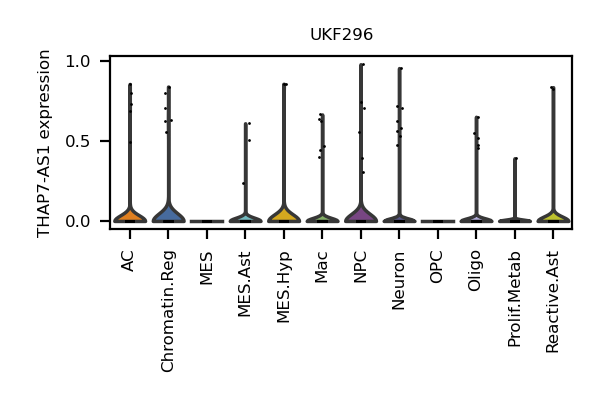 UKF296
THAP7-AS1 expression
1.0
0.5
0.0
AC
Chromatin.Reg
MES
MES.Ast
MES.Hyp
Mac
NPC
Neuron
OPC
Oligo
Prolif.Metab
Reactive.Ast